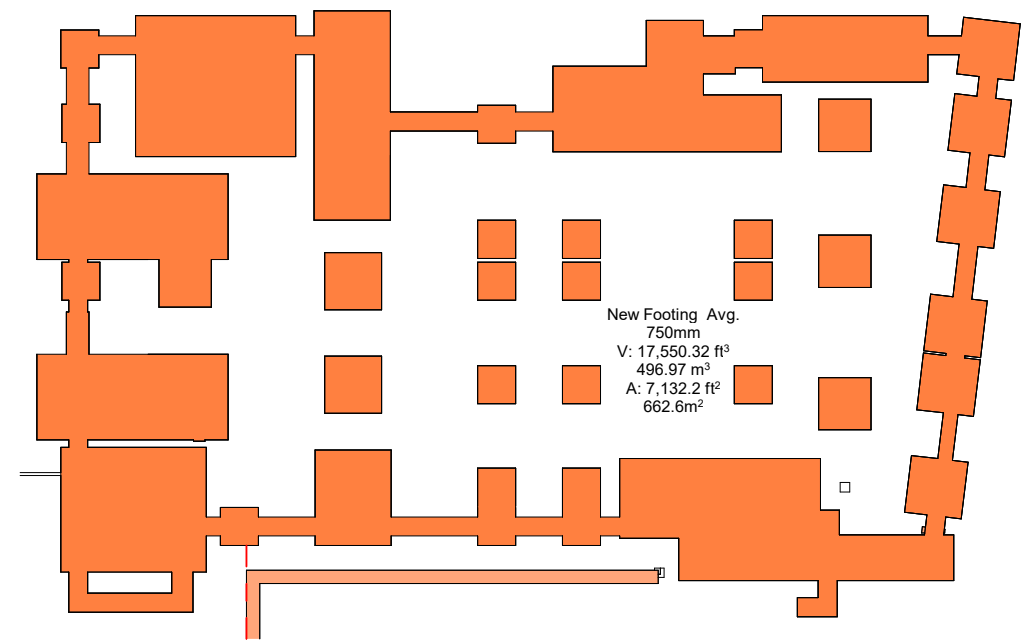 New Footing Avg.
750mm
V: 17,550.32 ft³
496.97 m³
A: 7,132.2 ft²
662.6m²